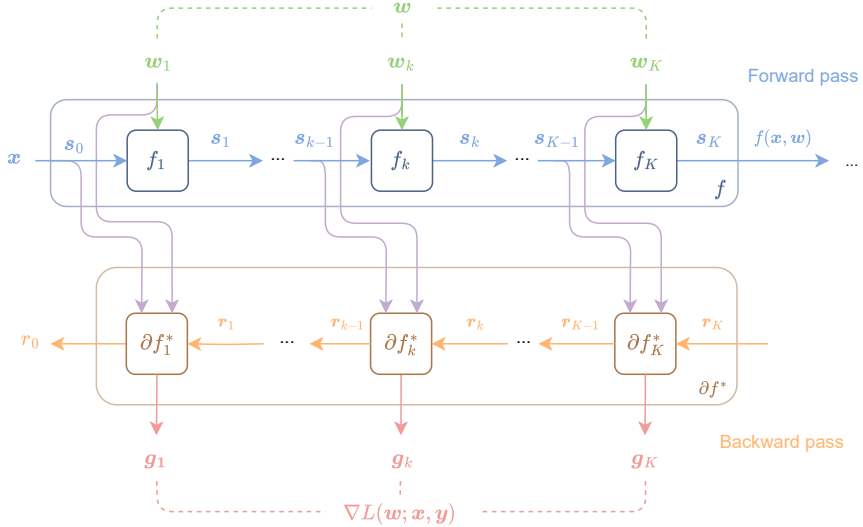 w
w_1 w_k w_K
Forward pass
x s_0 f_1 s_1 ... s_{k-1} f_k s_k ... s_{K-1} f_K s_K f(x, w) ...
f
r_0 ∂f_1^* r_1 ... r_{k-1} ∂f_k^* r_k ... r_{K-1} ∂f_K^* r_K
∂f^*
Backward pass
g_1 g_k g_K
∇L(w; x, y)